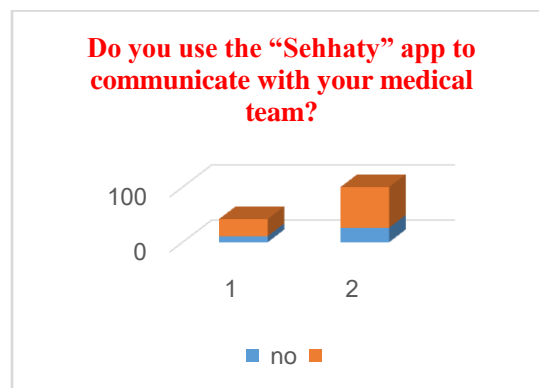 Do you use the “Sehhaty” app to
communicate with your medical
team?
100
0
1 2
no